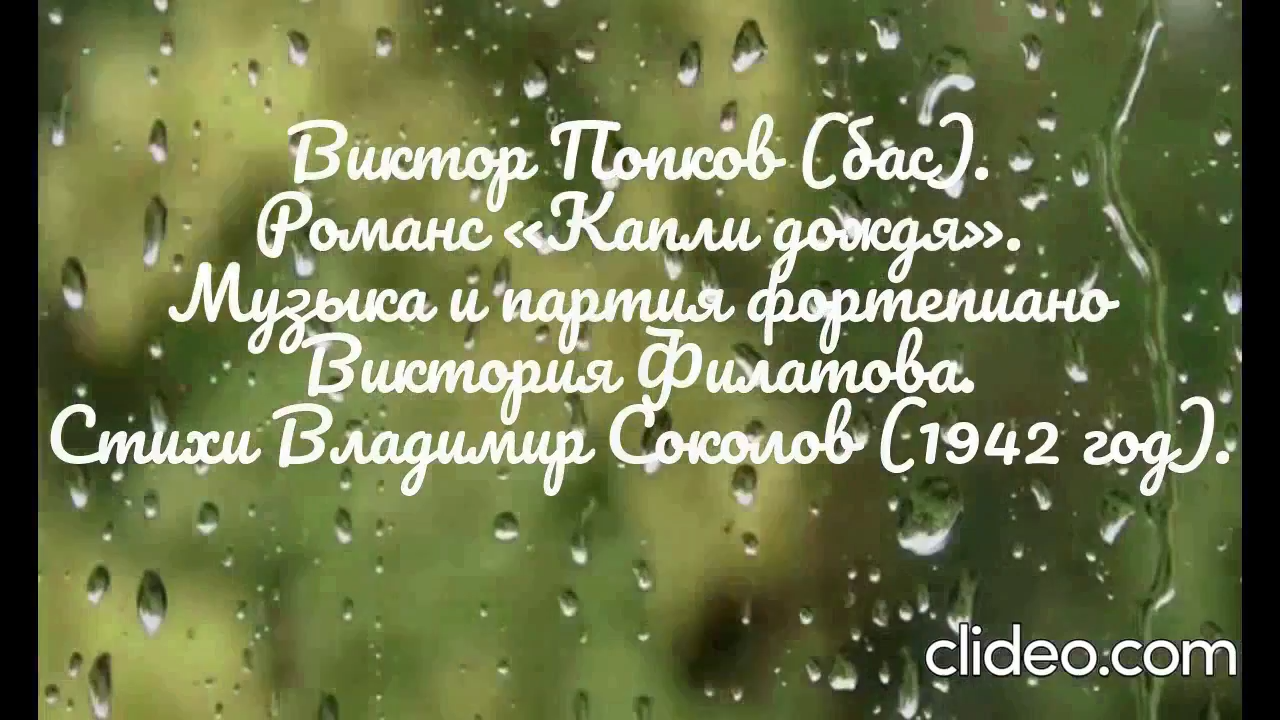 Виктор Попков (бас).
Романс «Капли дождя».
Музыка и партия фортепиано
Виктория Филатова.
Стихи Владимир Соколов (1942 год).
clideo.com